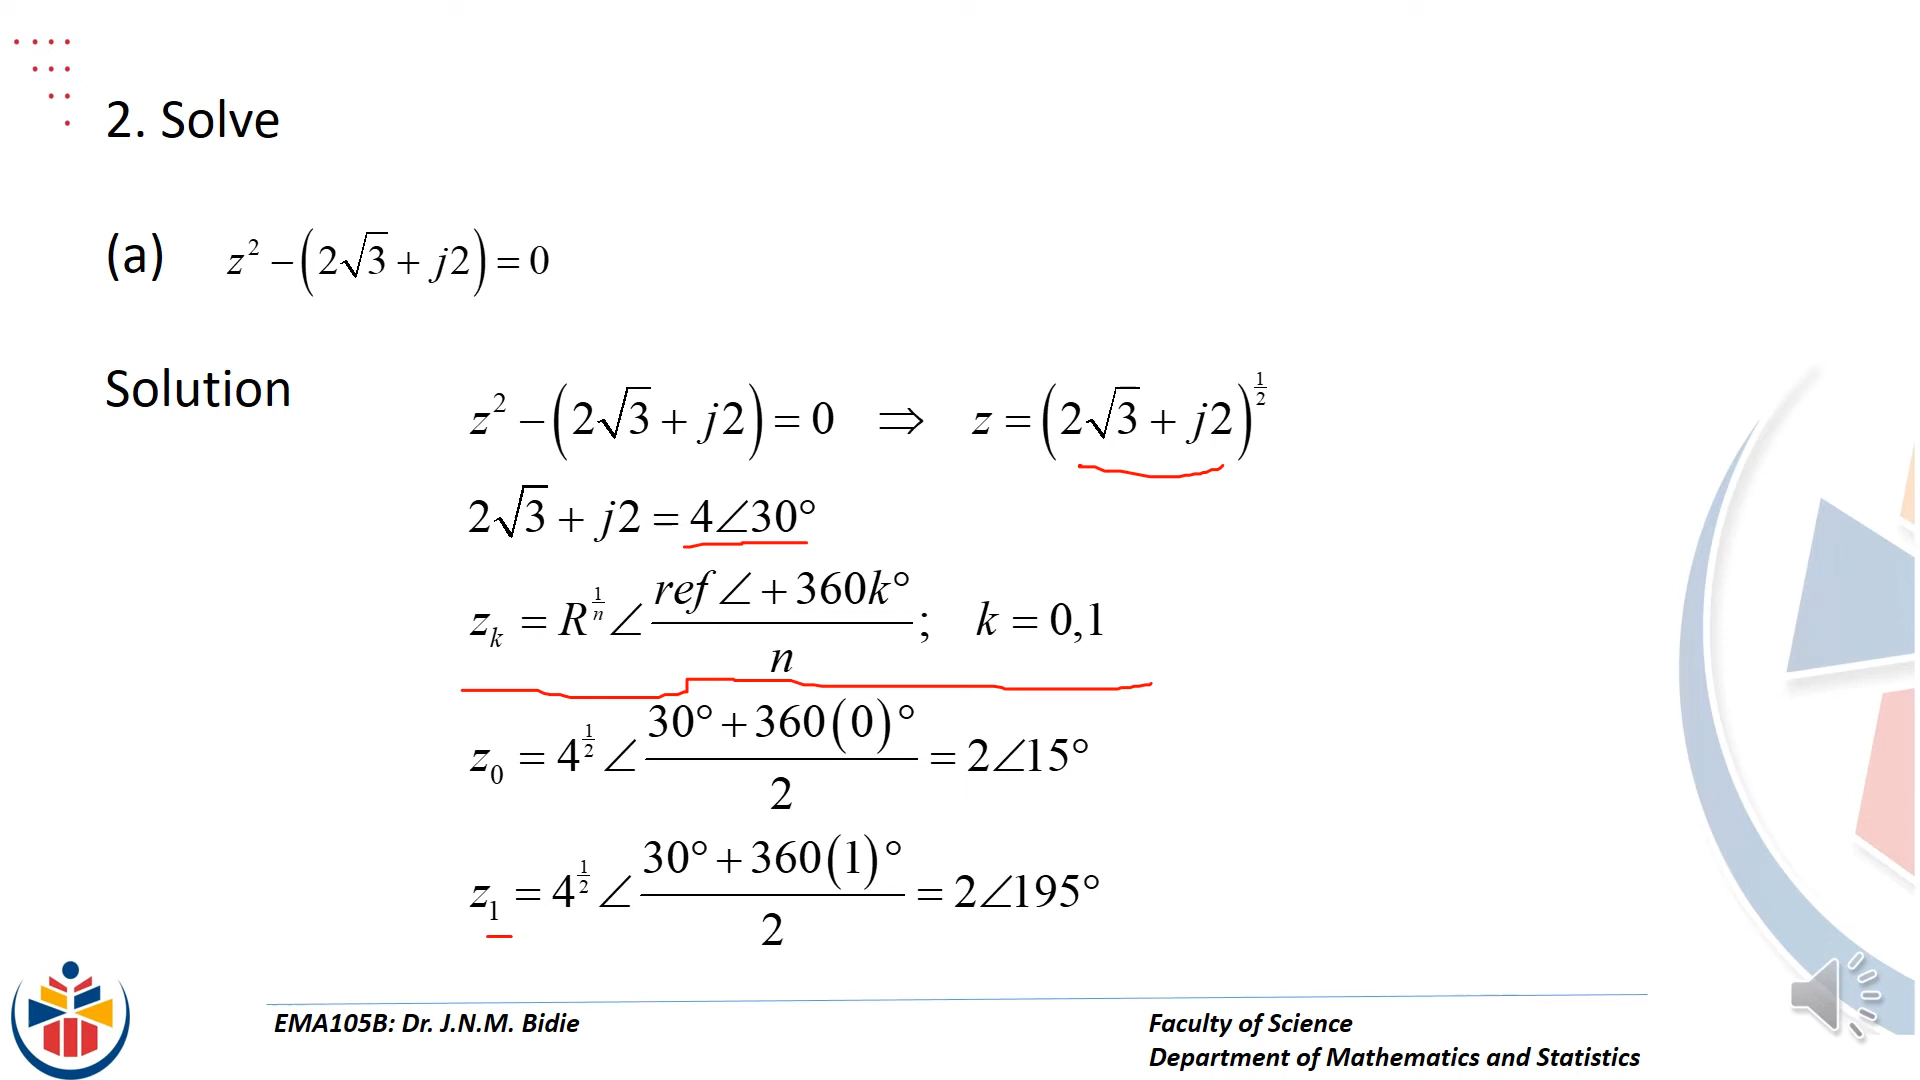 2. Solve
(a) z² − (2√3 + j2) = 0
Solution
z² − (2√3 + j2) = 0 ⇒ z = (2√3 + j2)^(1/2)
2√3 + j2 = 4∠30°
z_k = R^(1/n) ∠ (ref ∠ + 360k°)/n ; k = 0,1
z_0 = 4^(1/2) ∠ (30° + 360(0)°)/2 = 2∠15°
z_1 = 4^(1/2) ∠ (30° + 360(1)°)/2 = 2∠195°
EMA105B: Dr. J.N.M. Bidie
Faculty of Science
Department of Mathematics and Statistics